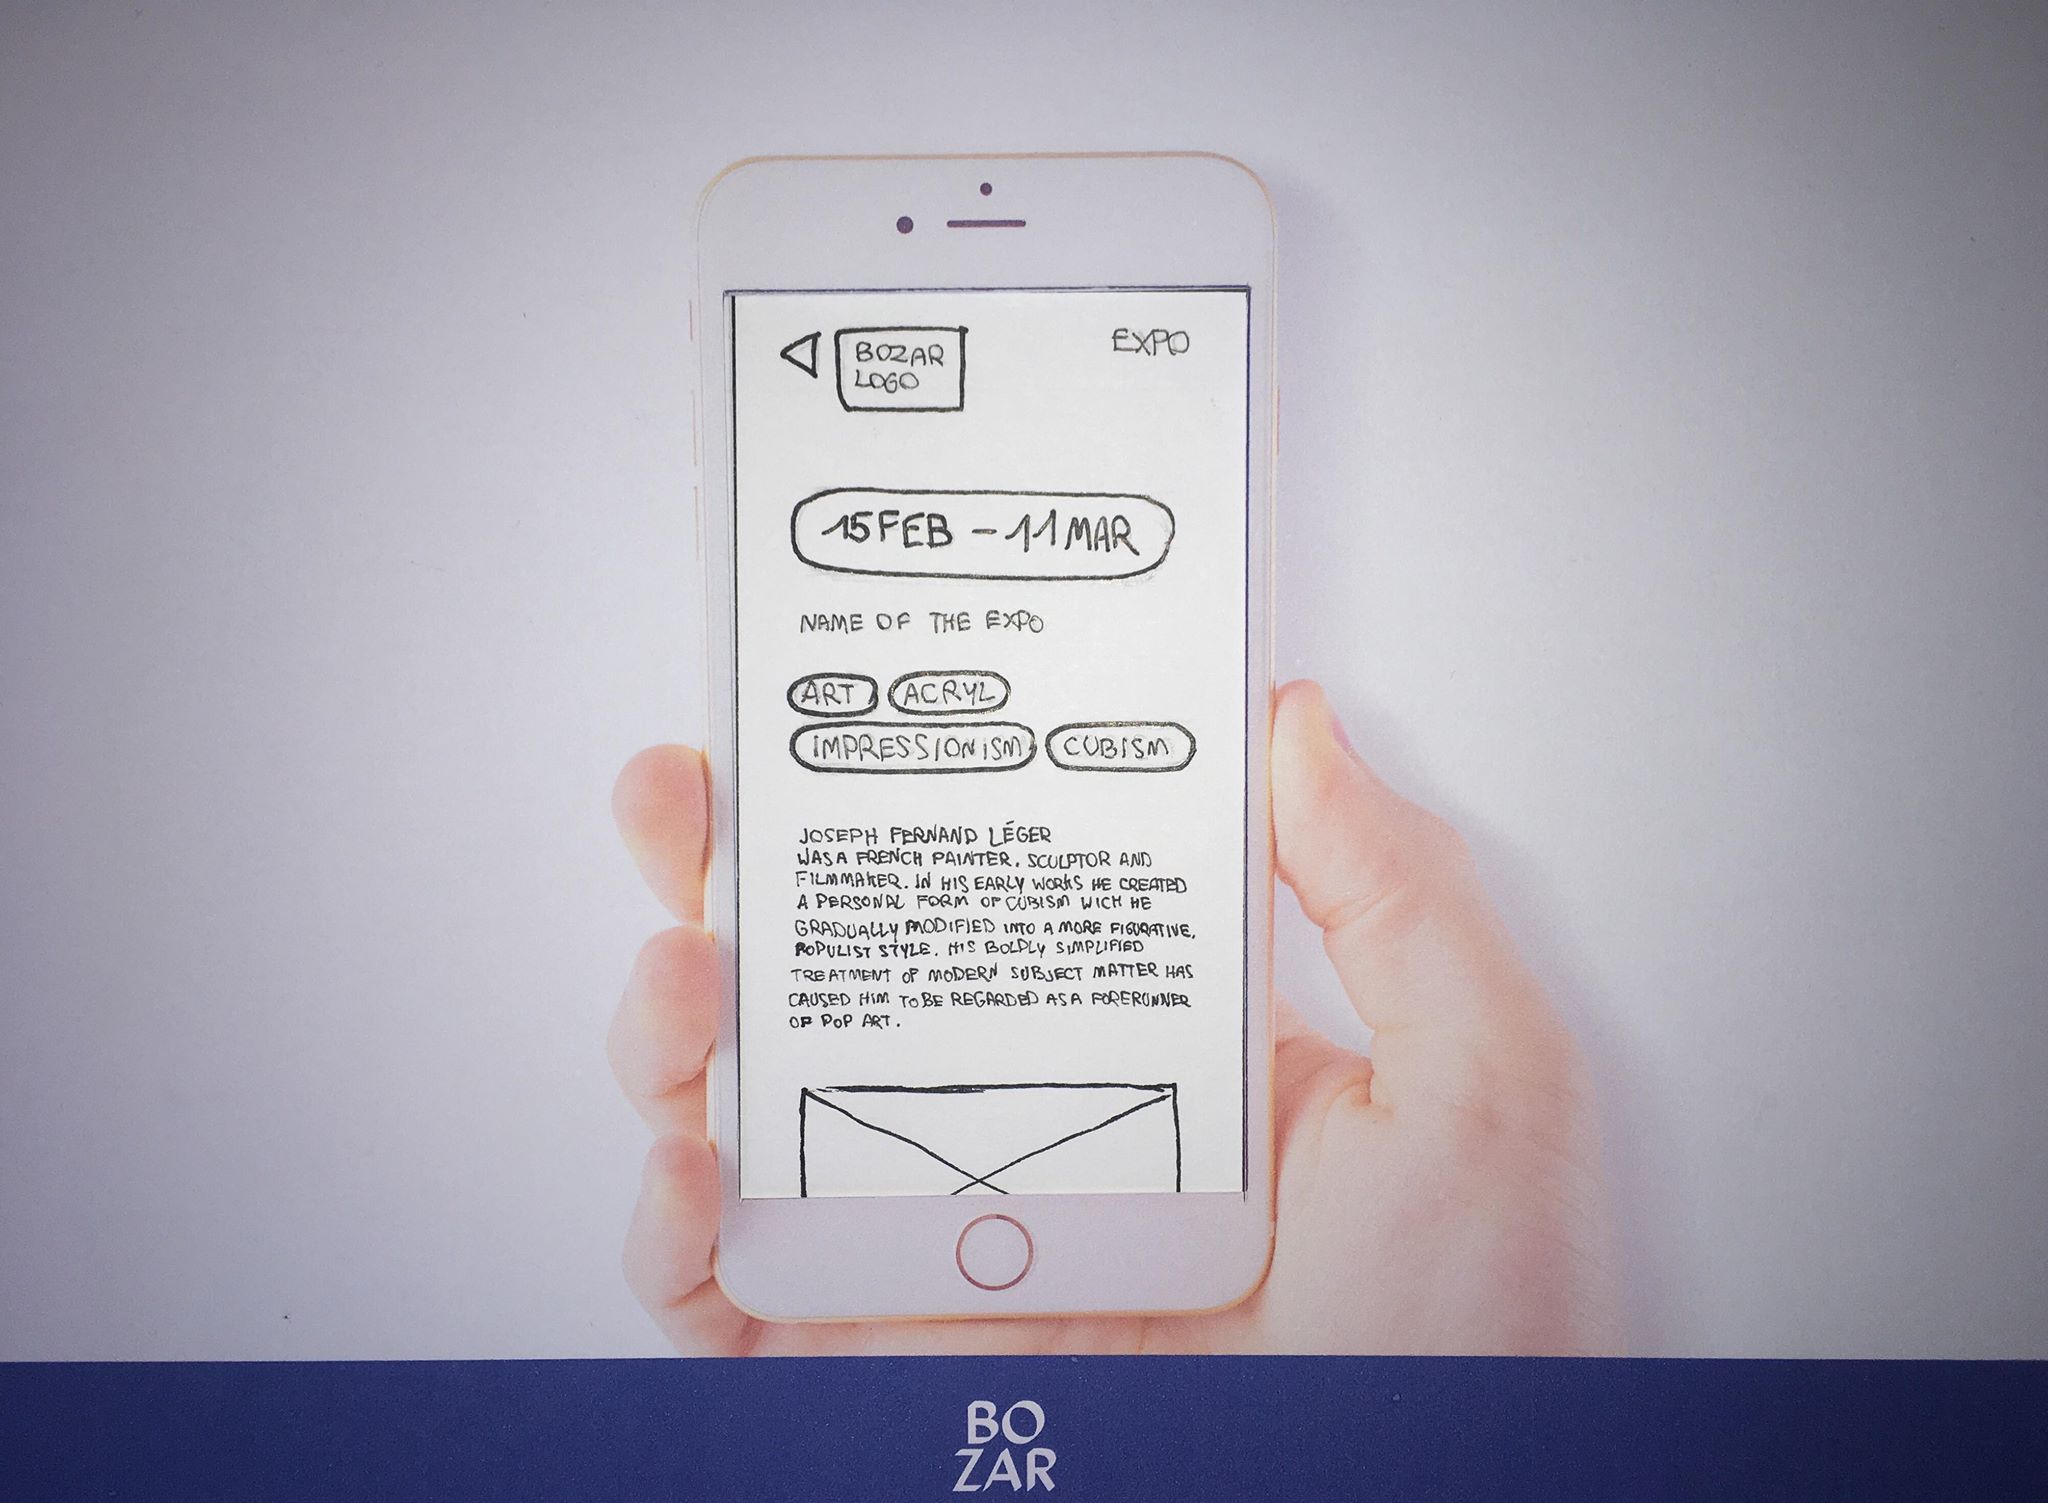 BOZAR
LOGO
EXPO
15 FEB - 11 MAR
NAME OF THE EXPO
ART ACRYL
IMPRESSIONISM CUBISM
JOSEPH FERNAND LÉGER
WAS A FRENCH PAINTER, SCULPTOR AND
FILMMAKER. IN HIS EARLY WORKS HE CREATED
A PERSONAL FORM OF CUBISM WICH HE
GRADUALLY MODIFIED INTO A MORE FIGURATIVE,
POPULIST STYLE. HIS BOLDLY SIMPLIFIED
TREATMENT OF MODERN SUBJECT MATTER HAS
CAUSED HIM TO BE REGARDED AS A FORERUNNER
OF POP ART.
BO
ZAR